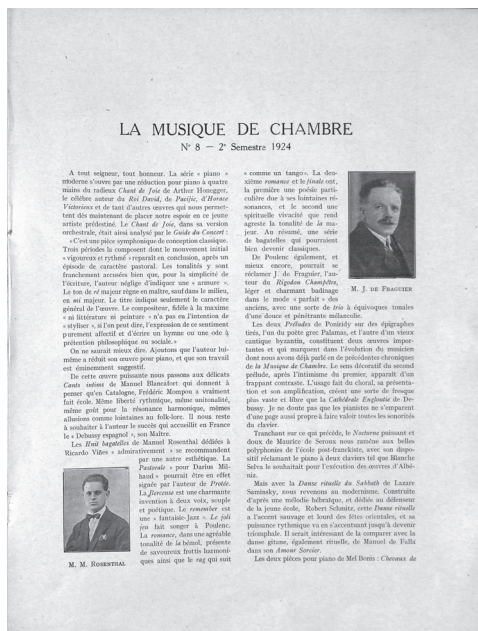 LA MUSIQUE DE CHAMBRE
N° 8 — 2e Semestre 1924
A tout seigneur, tout honneur. La série « piano »
moderne s'ouvre par une réduction pour piano à quatre
mains du radieux Chant de Joie de Arthur Honegger,
le célèbre auteur du Roi David, de Pacific, d'Horace
Victorieux et de tant d'autres œuvres qui nous permet-
tent dès maintenant de placer notre espoir en ce jeune
artiste prédestiné. Le Chant de Joie, dans sa version
orchestrale, était ainsi analysé par le Guide du Concert :
« C'est une pièce symphonique de conception classique.
Trois périodes la composent dont le mouvement initial
« vigoureux et rythmé » reparaît en conclusion, après un
épisode de caractère pastoral. Les tonalités y sont
franchement accusées bien que, pour la simplicité de
l'écriture, l'auteur néglige d'indiquer une « armure ».
Le ton de ré majeur règne en maître, sauf dans le milieu,
en mi majeur. Le titre indique seulement le caractère
général de l'œuvre. Le compositeur, fidèle à la maxime
« ni littérature ni peinture » n'a pas eu l'intention de
« styliser », si l'on peut dire, l'expression de ce sentiment
purement affectif et d'écrire un hymne ou une ode à
prétention philosophique ou sociale. »
On ne saurait mieux dire. Ajoutons que l'auteur lui-
même a réduit son œuvre pour piano, et que son travail
est éminemment suggestif.
De cette œuvre puissante nous passons aux délicats
Cants intims de Manuel Blancafort qui donnent à
penser qu'en Catalogne, Frédéric Mompou a vraiment
fait école. Même liberté rythmique, même nationalité,
même goût pour la résonance harmonique, mêmes
allusions comme lointaines au folk-lore. Il nous reste
à souhaiter à l'auteur le succès qui accueillit en France
le « Debussy espagnol », son Maître.
Les Huit bagatelles de Manuel Rosenthal dédiées à
Ricardo Viñes « admirativement » se recommandent
par une autre esthétique. La
Pastorale « pour Darius Mil-
haud » pourrait être en effet
signée par l'auteur de Protée.
La Berceuse est une charmante
invention à deux voix, souple
et poétique. Le remember est
une « fantaisie-Jazz ». Le joli
jeu fait songer à Poulenc.
La romance, dans une agréable
tonalité de la bémol, présente
de savoureux frottis harmoni-
ques ainsi que le rag qui suit
M. M. ROSENTHAL
« comme un tango ». La deu-
xième romance et le finale ont,
la première une poésie parti-
culière due à ses lointaines ré-
sonances, et le second une
spirituelle vivacité que rend
agreste la tonalité de la ma-
jeur. Au résumé, une série
de bagatelles qui pourraient
bien devenir classiques.
De Poulenc également, et
mieux encore, pourrait se
réclamer J. de Fraguier, l'au-
teur du Rigodon Champêtre,
léger et charmant badinage
dans le mode « parfait » des
anciens, avec une sorte de trio à équivoques tonales
d'une douce et pénétrante mélancolie.
M. J. DE FRAGUIER
Les deux Préludes de Poniridy sur des épigraphes
tirés, l'un du poète grec Palamas, et l'autre d'un vieux
cantique byzantin, constituent deux œuvres impor-
tantes et qui marquent dans l'évolution du musicien
dont nous avons déjà parlé en de précédentes chroniques
de la Musique de Chambre. Le sens décoratif du second
prélude, après l'intimisme du premier, apparaît d'un
frappant contraste. L'usage fait du choral, sa présenta-
tion et son amplification, créent une sorte de fresque
plus vaste et libre que la Cathédrale Engloutie de De-
bussy. Je ne doute pas que les pianistes ne s'emparent
d'une page aussi propre à faire valoir toutes les sonorités
du clavier.
Tranchant sur ce qui précède, le Nocturne puissant et
doux de Maurice de Seroux nous ramène aux belles
polyphonies de l'école post-franckiste, avec son dispo-
sitif réclamant le piano à deux claviers tel que Blanche
Selva le souhaitait pour l'exécution des œuvres d'Albé-
niz.
Mais avec la Danse rituelle du Sabbath de Lazare
Saminsky, nous revenons au modernisme. Construite
d'après une mélodie hébraïque, et dédiée au défenseur
de la jeune école, Robert Schmitz, cette Danse rituelle
a l'accent sauvage et lourd des fêtes orientales, et sa
puissance rythmique va en s'accentuant jusqu'à devenir
triomphale. Il serait intéressant de la comparer avec la
danse gitane, également rituelle, de Manuel de Falla
dans son Amour Sorcier.
Les deux pièces pour piano de Mel Bonis : Chevaux de